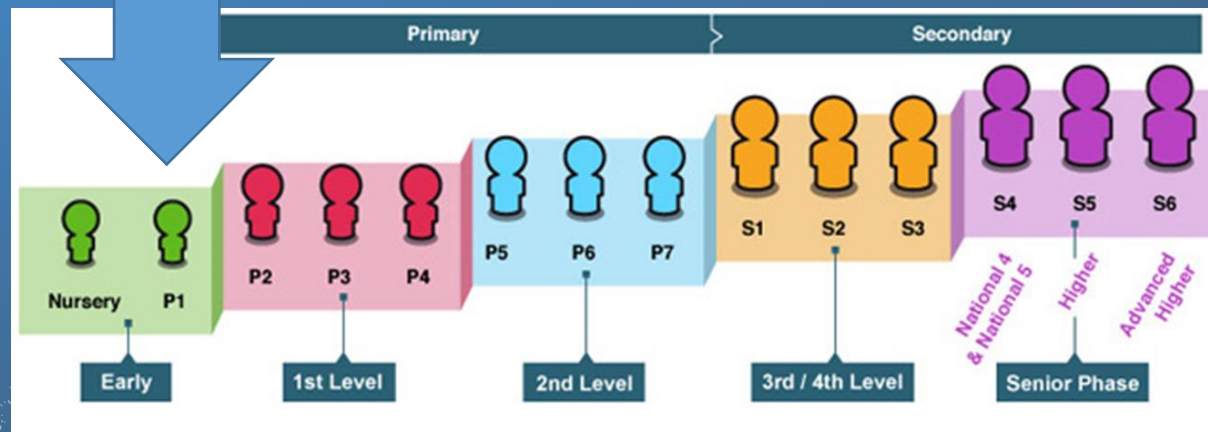 Primary
Secondary
Nursery
P1
P2
P3
P4
P5
P6
P7
S1
S2
S3
S4
S5
S6
National 4
& National 5
Higher
Advanced
Higher
Early
1st Level
2nd Level
3rd / 4th Level
Senior Phase